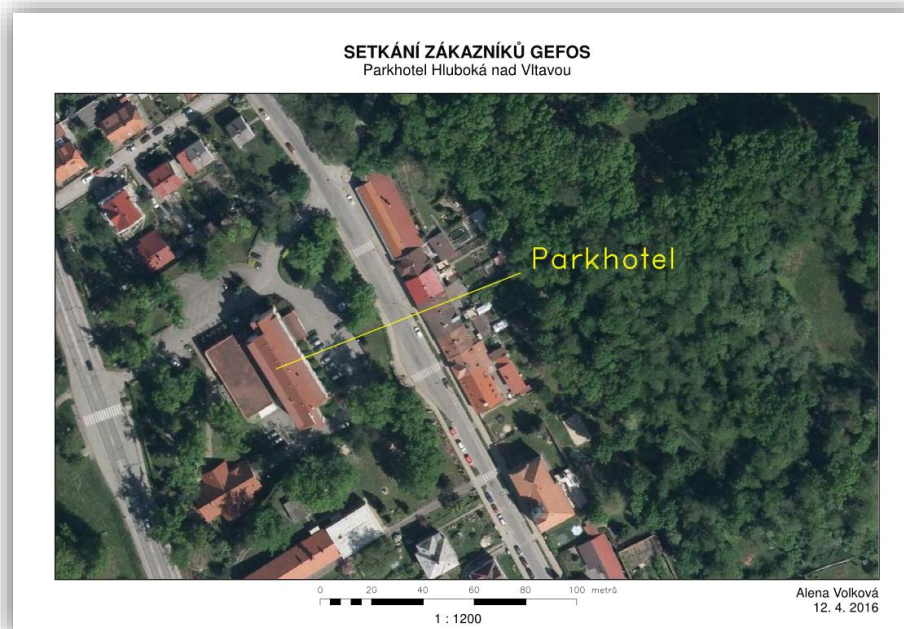 SETKÁNÍ ZÁKAZNÍKŮ GEFOS
Parkhotel Hluboká nad Vltavou
Parkhotel
0 20 40 60 80 100 metrů
1 : 1200
Alena Volková
12. 4. 2016